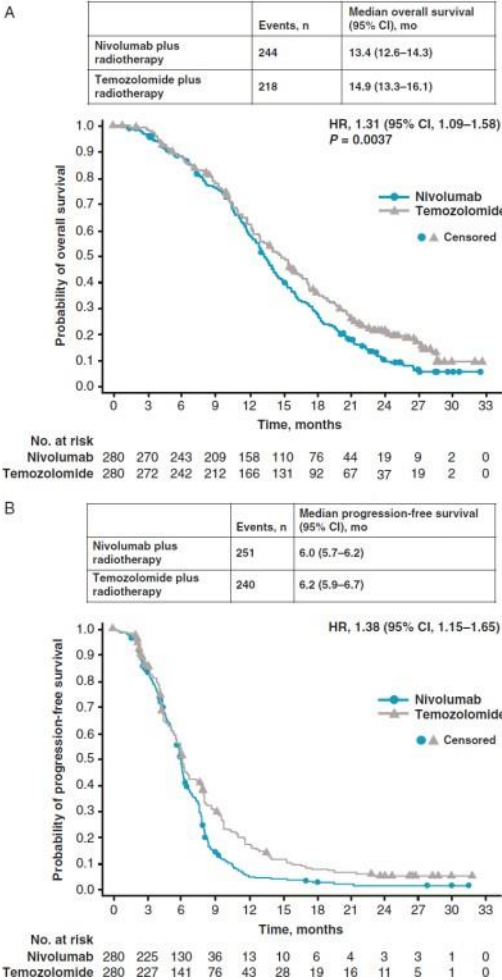 A
Events, n
Median overall survival
(95% CI), mo
Nivolumab plus
radiotherapy
244
13.4 (12.6–14.3)
Temozolomide plus
radiotherapy
218
14.9 (13.3–16.1)
HR, 1.31 (95% CI, 1.09–1.58)
P = 0.0037
Nivolumab
Temozolomide
Censored
Probability of overall survival
1.0
0.9
0.8
0.7
0.6
0.5
0.4
0.3
0.2
0.1
0.0
0 3 6 9 12 15 18 21 24 27 30 33
Time, months
No. at risk
Nivolumab 280 270 243 209 158 110 76 44 19 9 2 0
Temozolomide 280 272 242 212 166 131 92 67 37 19 2 0
B
Events, n
Median progression-free survival
(95% CI), mo
Nivolumab plus
radiotherapy
251
6.0 (5.7–6.2)
Temozolomide plus
radiotherapy
240
6.2 (5.9–6.7)
HR, 1.38 (95% CI, 1.15–1.65)
Nivolumab
Temozolomide
Censored
Probability of progression-free survival
1.0
0.9
0.8
0.7
0.6
0.5
0.4
0.3
0.2
0.1
0.0
0 3 6 9 12 15 18 21 24 27 30 33
Time, months
No. at risk
Nivolumab 280 225 130 36 13 10 6 4 3 3 1 0
Temozolomide 280 227 141 76 43 28 19 16 11 5 0